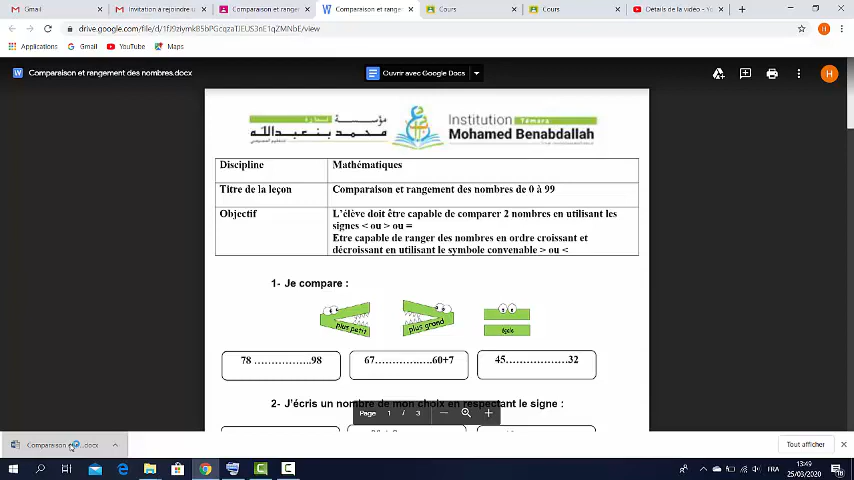 Gmail
Invitation à rejoindre u
Comparaison et range
Comparaison et range
Cours
Cours
Détails de la vidéo - Yo
drive.google.com/file/d/1fJ9ziymk85bPGcqzaTJEUS3nE1qZMNbE/view
Applications
Gmail
YouTube
Maps
Comparaison et rangement des nombres.docx
Ouvrir avec Google Docs
H
مؤسسة تمارة
محمد بنعبدالله
Institution Témara
Mohamed Benabdallah
Discipline
Mathématiques
Titre de la leçon
Comparaison et rangement des nombres de 0 à 99
Objectif
L'élève doit être capable de comparer 2 nombres en utilisant les
signes < ou > ou =
Etre capable de ranger des nombres en ordre croissant et
décroissant en utilisant le symbole convenable > ou <
1- Je compare :
plus petit
plus grand
égale
78 ……………..98
67……………..60+7
45………………32
2- J'écris un nombre de mon choix en respectant le signe :
Page 1 / 3
Comparaison e....docx
Tout afficher
FRA
13:49
25/03/2020
18